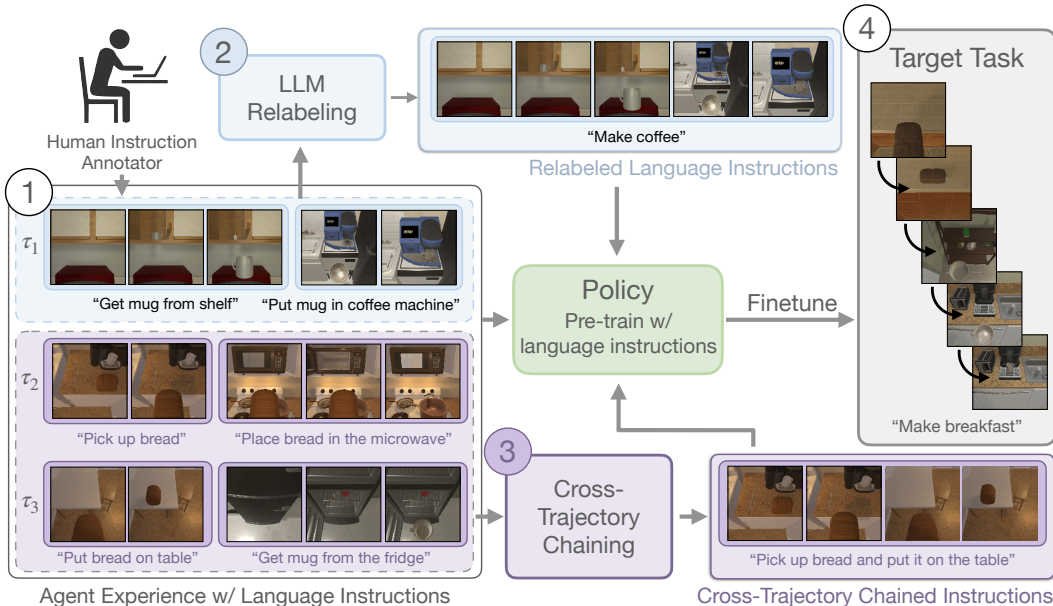 Human Instruction
Annotator
2
LLM
Relabeling
“Make coffee”
Relabeled Language Instructions
4
Target Task
“Make breakfast”
1
τ1
“Get mug from shelf”
“Put mug in coffee machine”
τ2
“Pick up bread”
“Place bread in the microwave”
τ3
“Put bread on table”
“Get mug from the fridge”
Agent Experience w/ Language Instructions
Policy
Pre-train w/
language instructions
Finetune
3
Cross-
Trajectory
Chaining
“Pick up bread and put it on the table”
Cross-Trajectory Chained Instructions